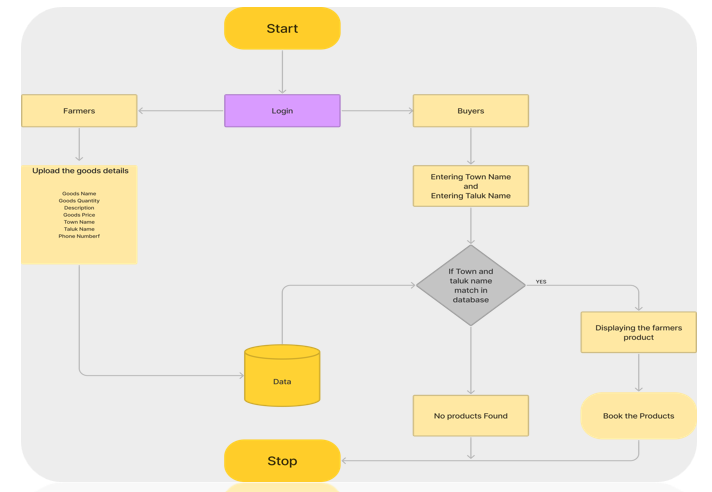 Start
Farmers
Login
Buyers
Upload the goods details
Goods Name
Goods Quantity
Description
Goods Price
Town Name
Taluk Name
Phone Numberf
Entering Town Name
and
Entering Taluk Name
If Town and
taluk name
match in
database
YES
Displaying the farmers
product
Data
No products Found
Book the Products
Stop